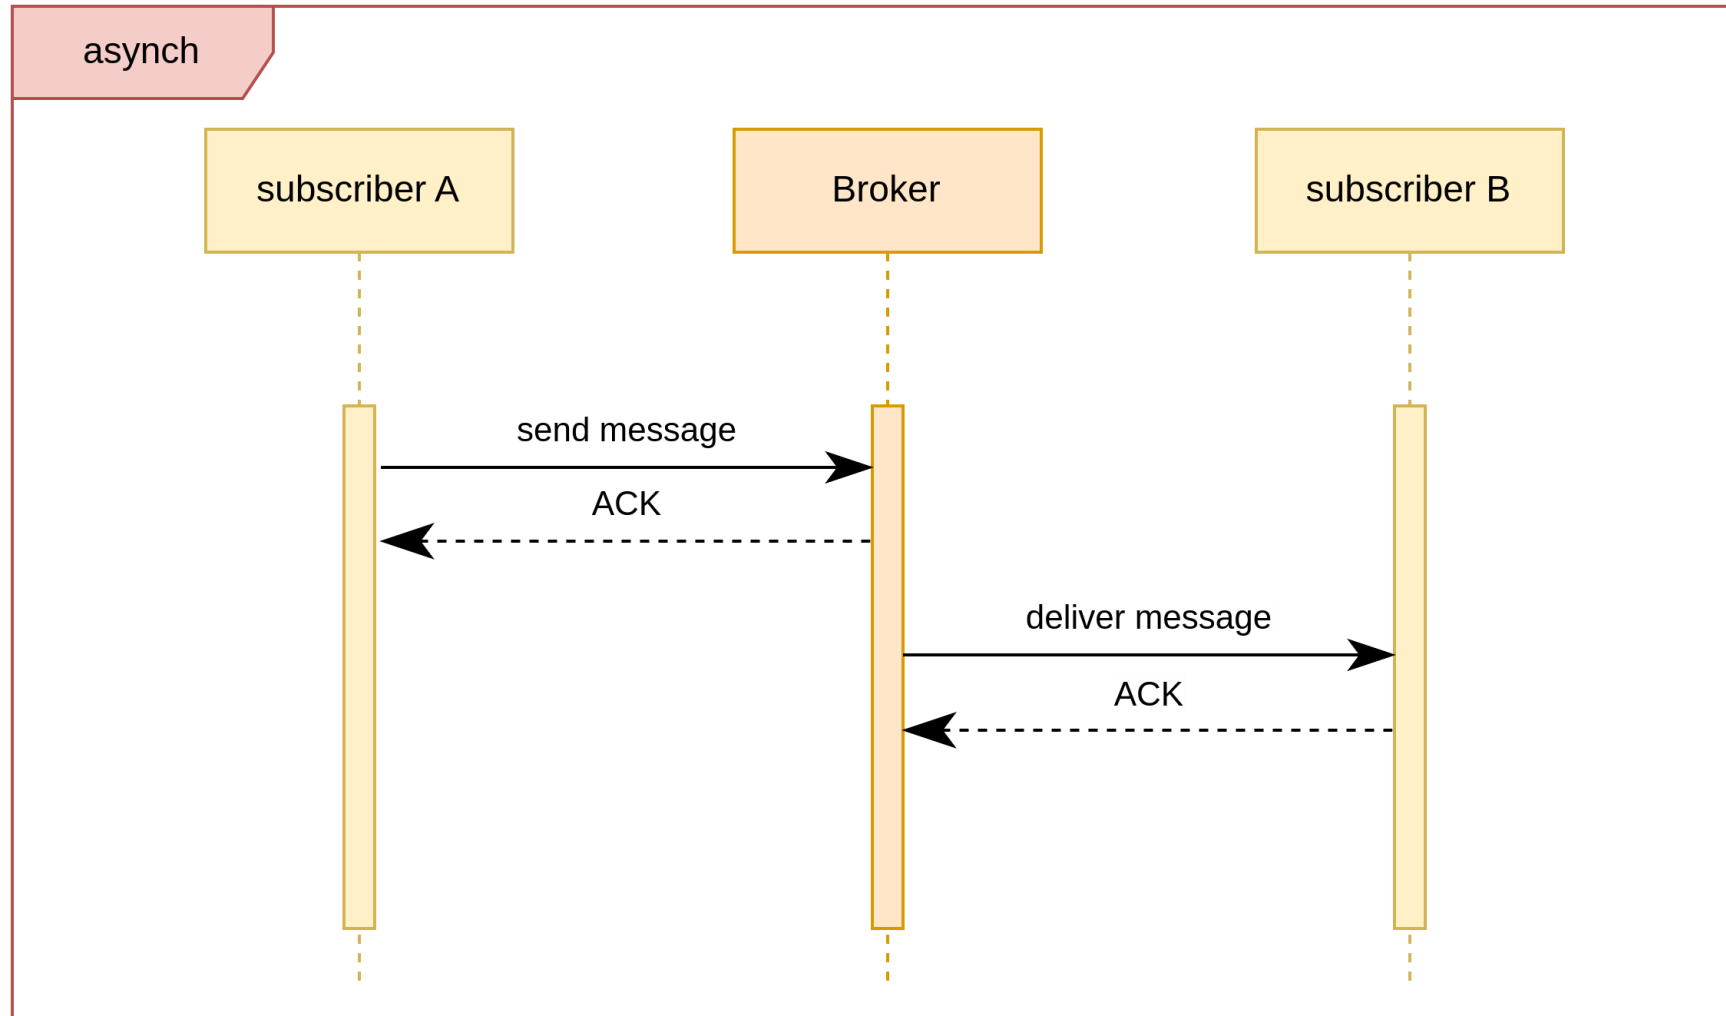 asynch
subscriber A
Broker
subscriber B
send message
ACK
deliver message
ACK